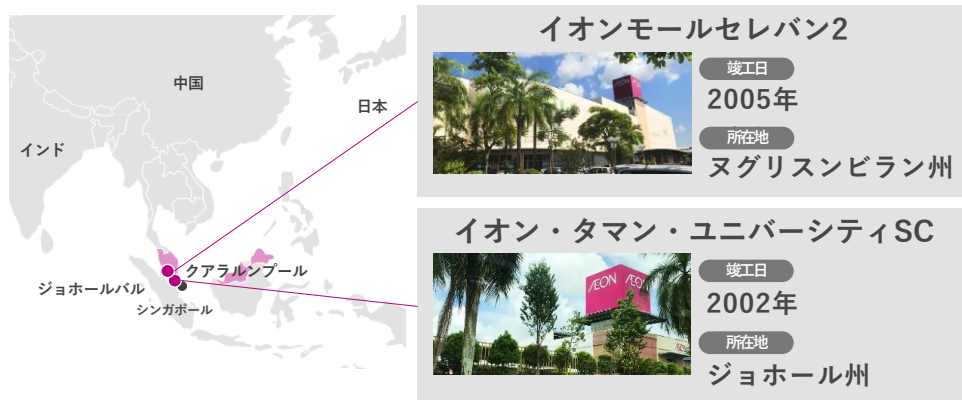 中国
日本
インド
クアラルンプール
ジョホールバル
シンガポール
イオンモールセレバン2
ÆON
竣工日
2005年
所在地
ヌグリスンビラン州
イオン・タマン・ユニバーシティSC
ÆON ÆON
竣工日
2002年
所在地
ジョホール州